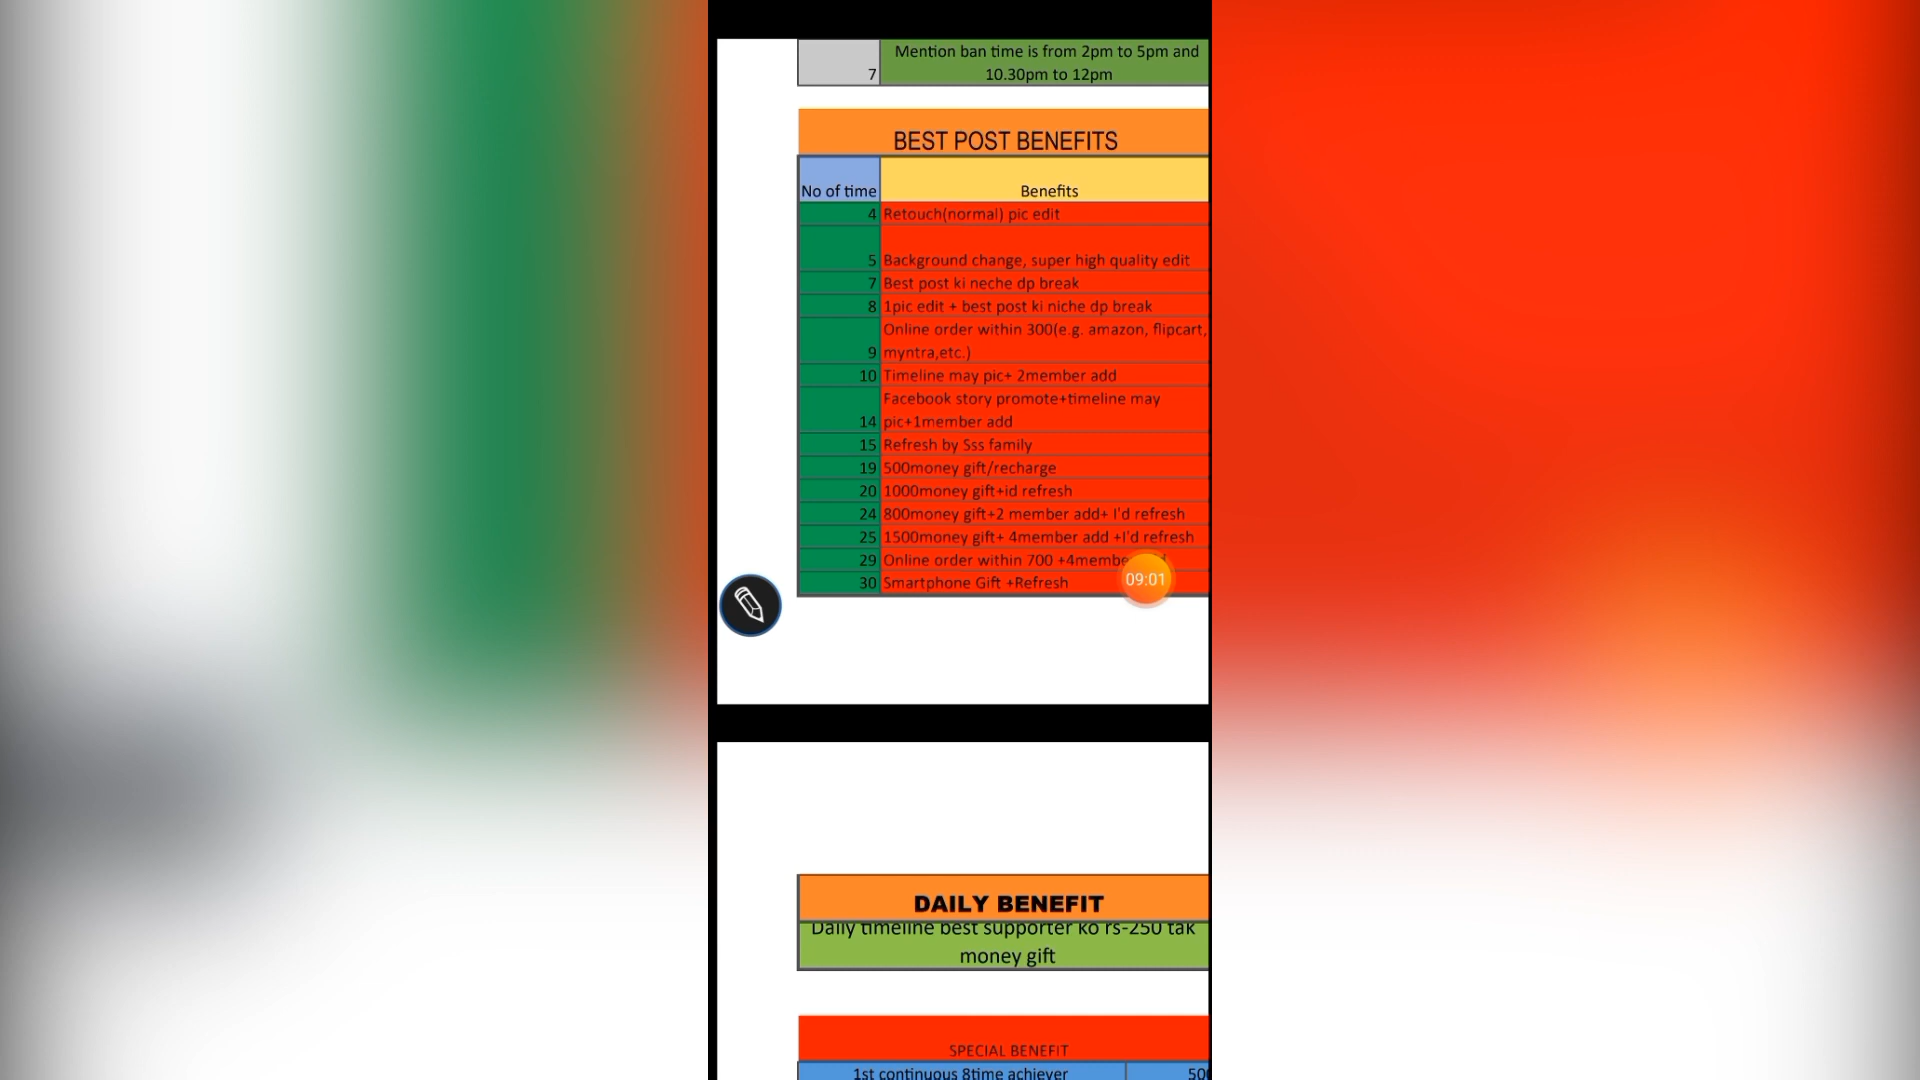 Mention ban time is from 2pm to 5pm and
7 10.30pm to 12pm
BEST POST BENEFITS
No of time Benefits
4 Retouch(normal) pic edit
5 Background change, super high quality edit
7 Best post ki neche dp break
8 1pic edit + best post ki niche dp break
Online order within 300(e.g. amazon, flipcart,
9 myntra,etc.)
10 Timeline may pic+ 2member add
Facebook story promote+timeline may
14 pic+1member add
15 Refresh by Sss family
19 500money gift/recharge
20 1000money gift+id refresh
24 800money gift+2 member add+ I'd refresh
25 1500money gift+ 4member add +I'd refresh
29 Online order within 700
30 Smartphone Gift +Refresh
09:01
DAILY BENEFIT
Daily timeline best supporter ko rs-250 tak
money gift
SPECIAL BENEFIT
1st continuous 8time achiever